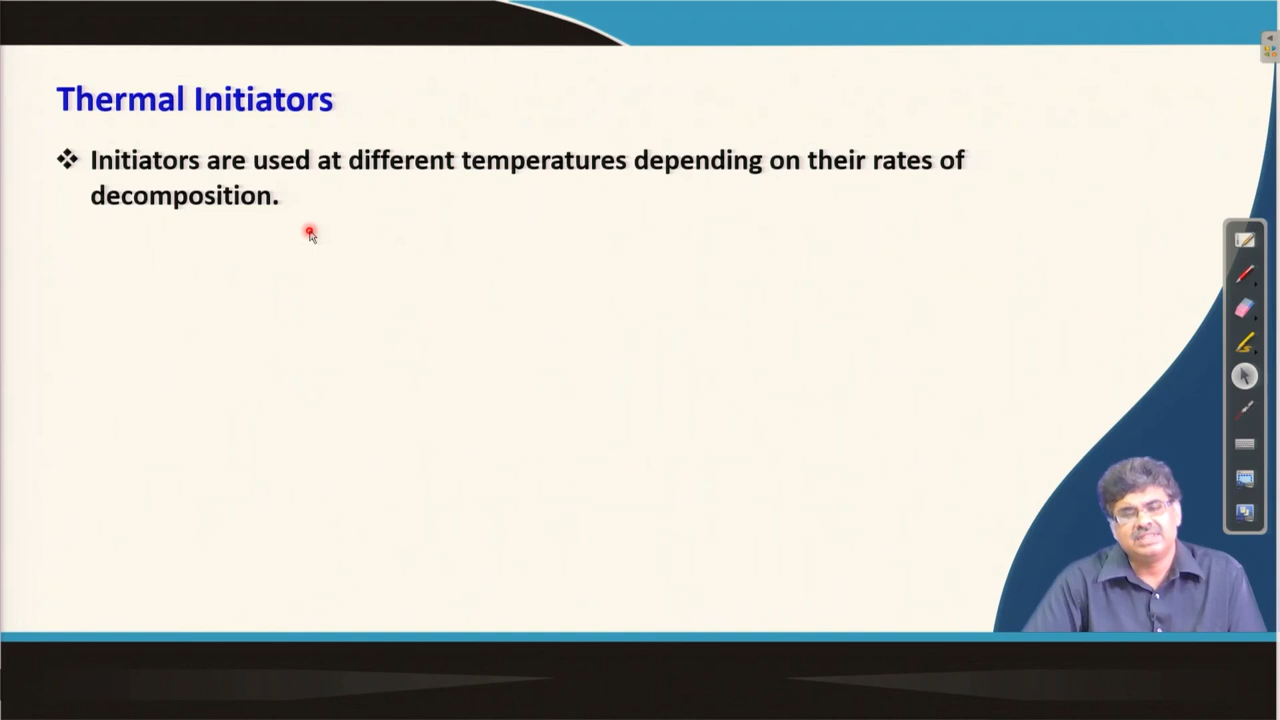 Thermal Initiators
❖ Initiators are used at different temperatures depending on their rates of
decomposition.